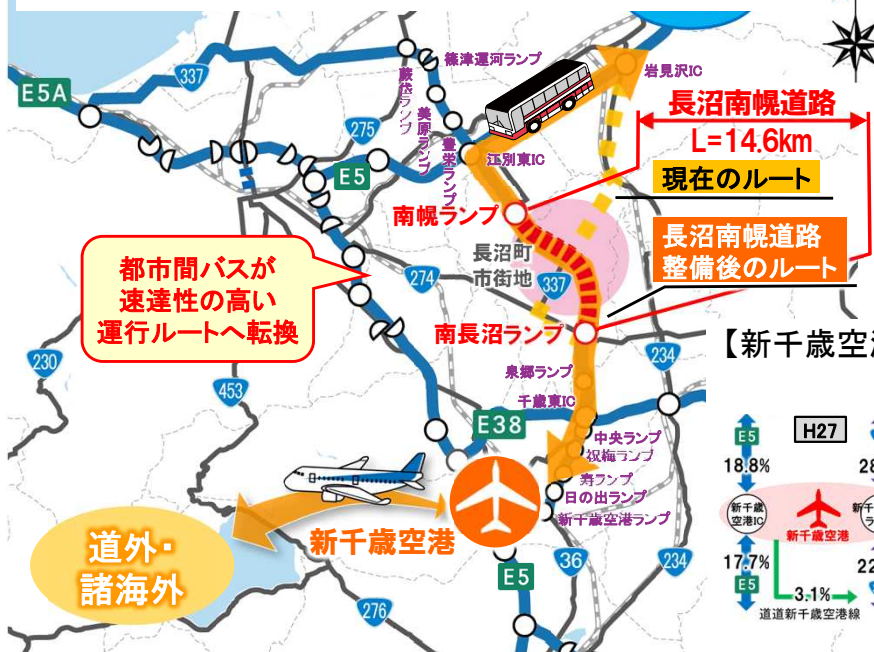 337
篠津運河ランプ
岩見沢IC
E5A
蕨岱ランプ
美原ランプ
豊栄ランプ
275
長沼南幌道路
L=14.6km
江別東IC
E5
現在のルート
南幌ランプ
長沼南幌道路
整備後のルート
長沼町
市街地
337
274
都市間バスが
速達性の高い
運行ルートへ転換
南長沼ランプ
234
230
泉郷ランプ
453
千歳東IC
E38
中央ランプ
祝梅ランプ
寿ランプ
日の出ランプ
新千歳空港ランプ
新千歳空港
道外・
諸海外
36
234
E5
276
【新千歳空
H27
E5
18.8%
28
新千歳
空港IC
新千歳空港
新千
17.7%
22
E5
3.1%
道道新千歳空港線